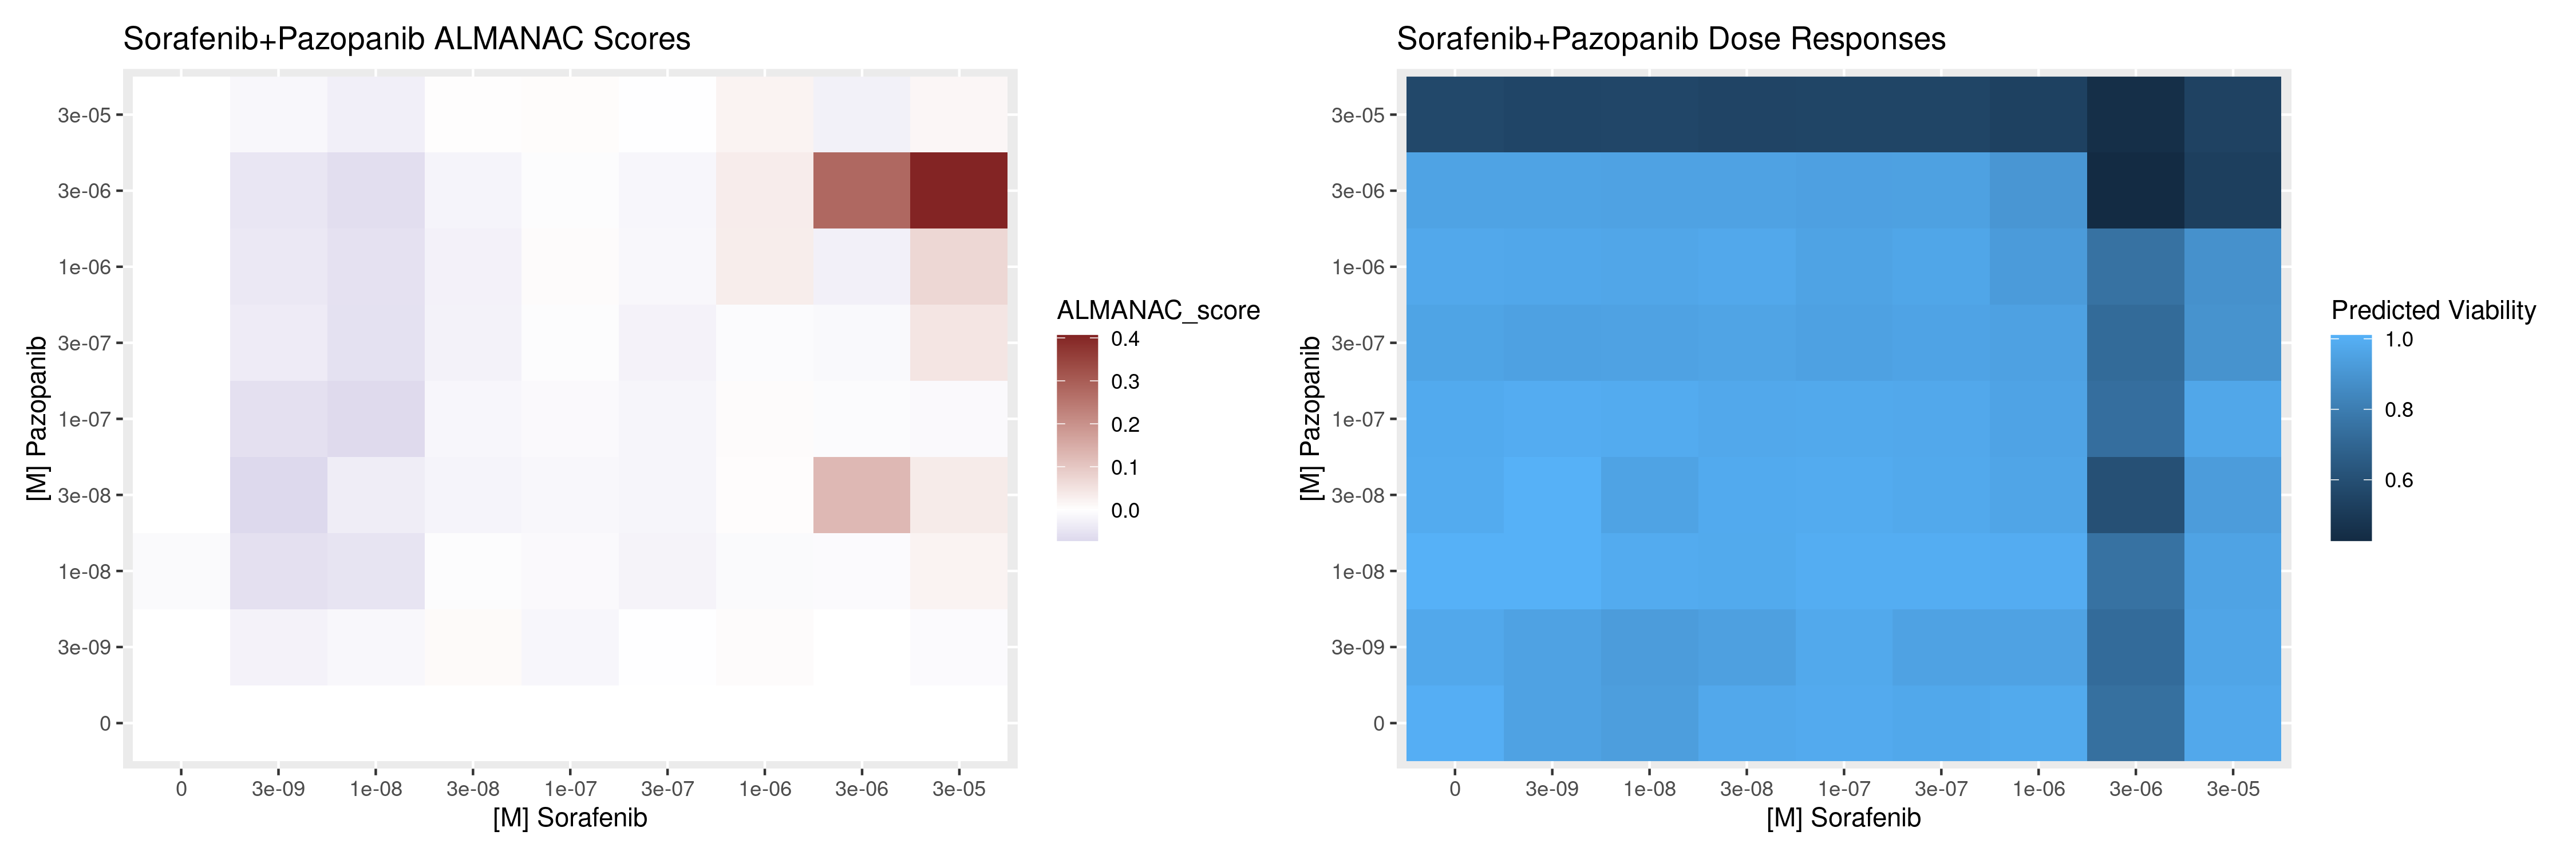 Sorafenib+Pazopanib ALMANAC Scores
[M] Pazopanib
3e-05
3e-06
1e-06
3e-07
1e-07
3e-08
1e-08
3e-09
0
0 3e-09 1e-08 3e-08 1e-07 3e-07 1e-06 3e-06 3e-05
[M] Sorafenib
ALMANAC_score
0.4
0.3
0.2
0.1
0.0
Sorafenib+Pazopanib Dose Responses
[M] Pazopanib
3e-05
3e-06
1e-06
3e-07
1e-07
3e-08
1e-08
3e-09
0
0 3e-09 1e-08 3e-08 1e-07 3e-07 1e-06 3e-06 3e-05
[M] Sorafenib
Predicted Viability
1.0
0.8
0.6